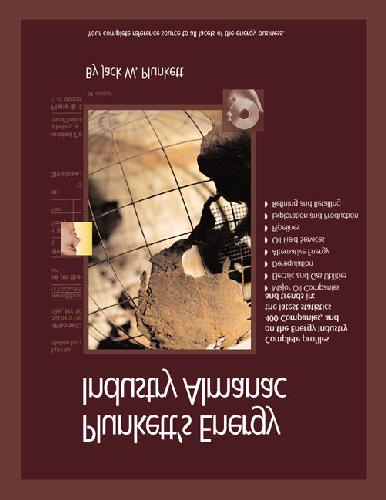 Plunkett's Energy
Industry Almanac
Complete profiles
on the Energy Industry
400 Companies, and
the latest statistics
and trends in:
Major Oil Companies
Electric and Gas Utilities
Deregulation
Alternative Energy
Oil Field Services
Pipelines
Exploration and Production
Refining and Retailing
By Jack W. Plunkett
Your complete reference source to all facets of the energy business.